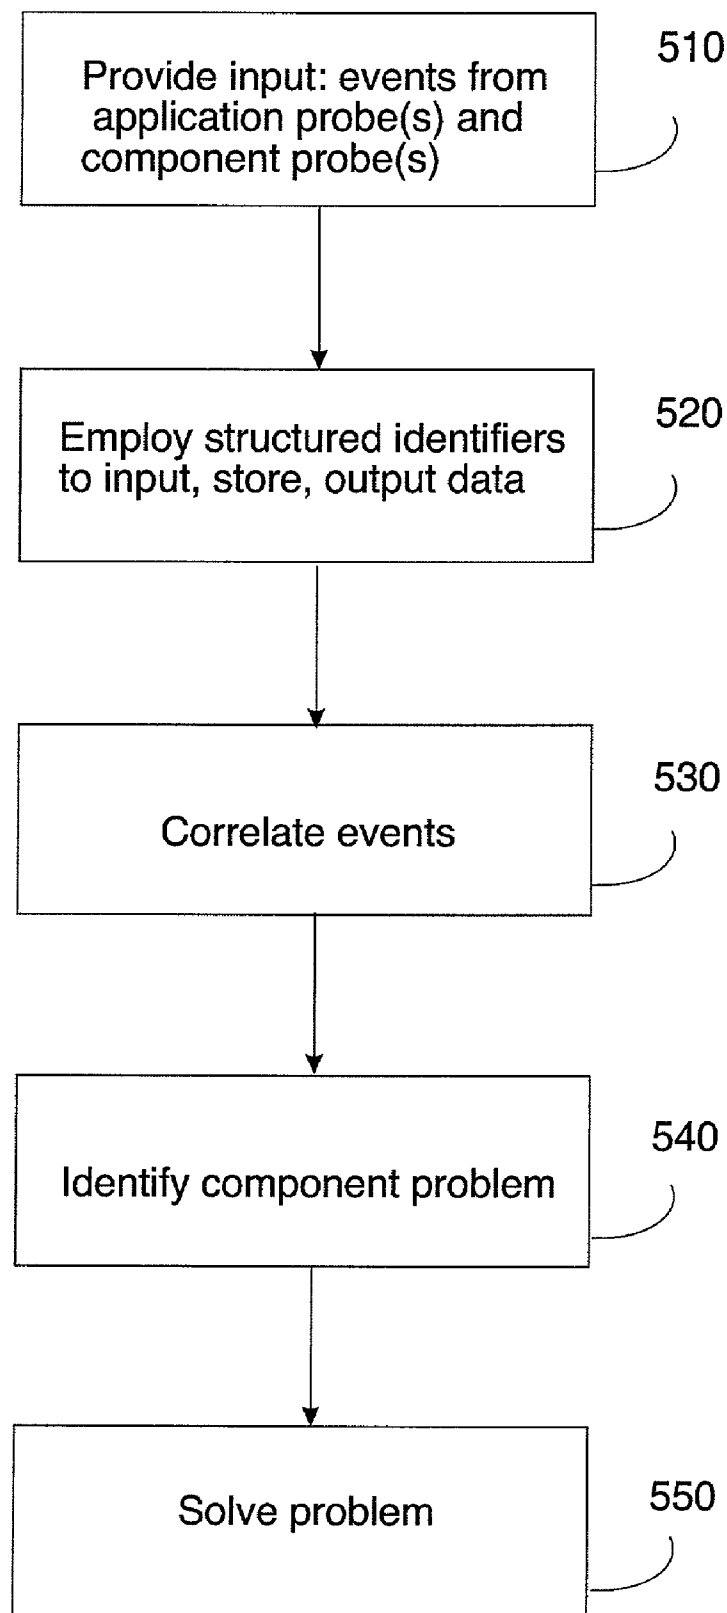 510
Provide input: events from
application probe(s) and
component probe(s)
520
Employ structured identifiers
to input, store, output data
530
Correlate events
540
Identify component problem
550
Solve problem